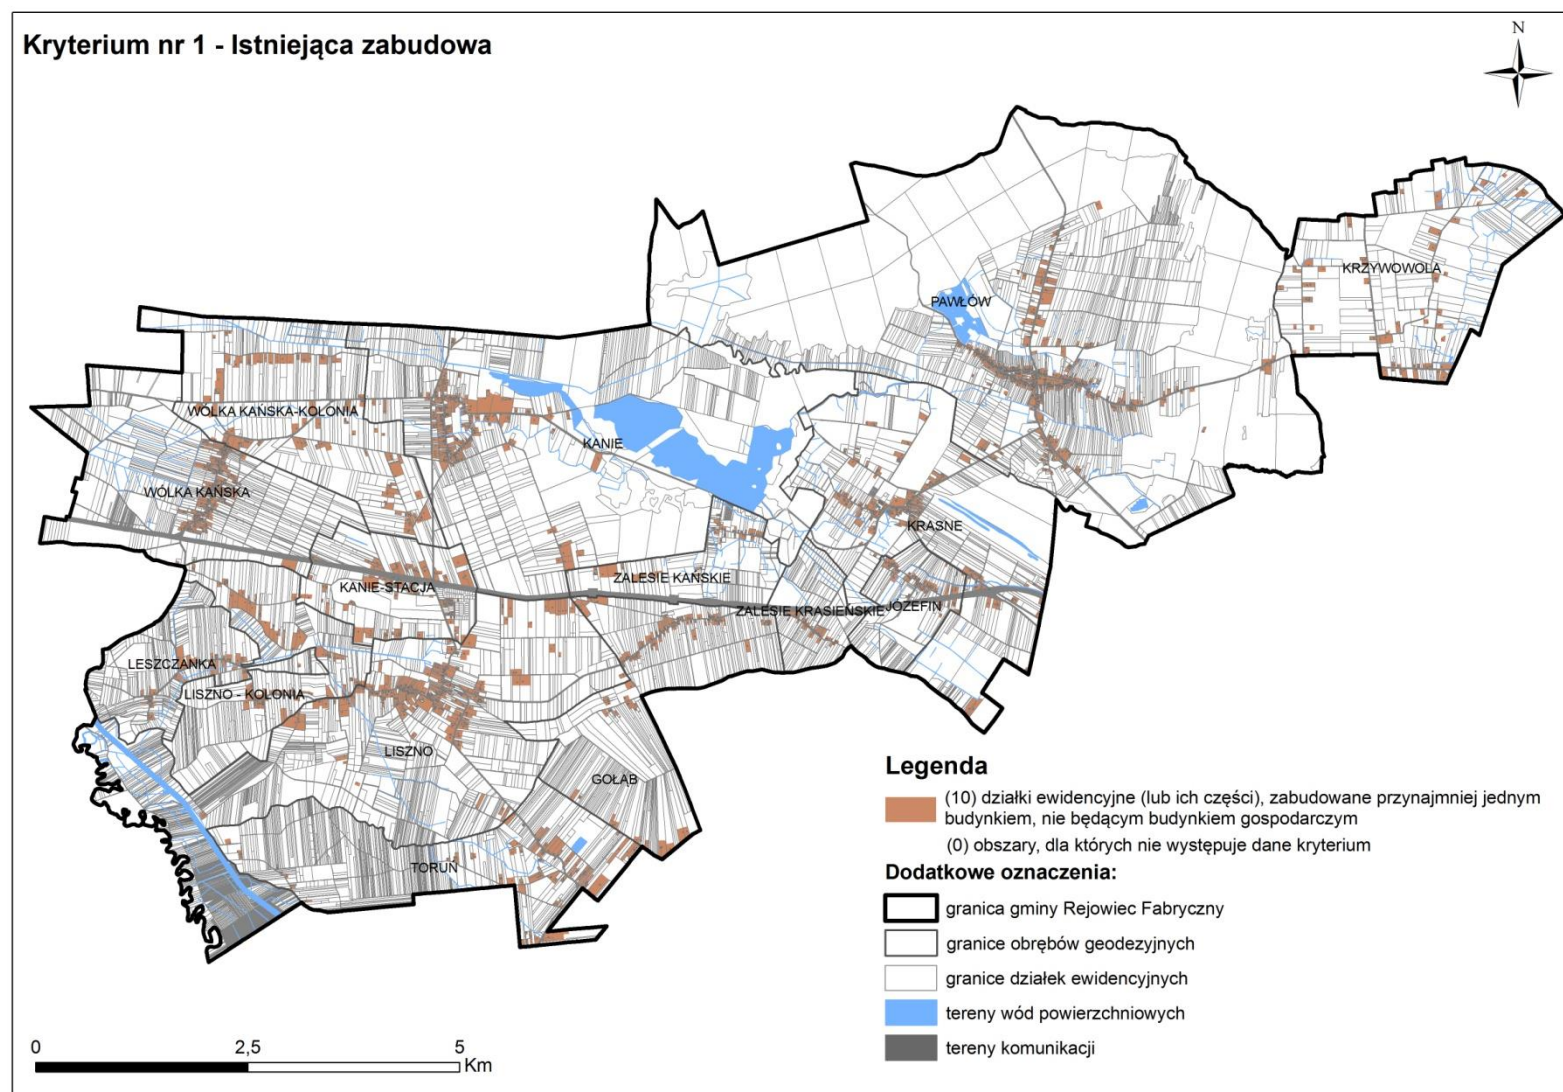 Kryterium nr 1 - Istniejąca zabudowa
N
PAWŁÓW
KRZYWOWOLA
WÓLKA KAŃSKA-KOLONIA
KANIE
WÓLKA KAŃSKA
KRASNE
KANIE-STACJA
ZALESIE KAŃSKIE
ZALESIE KRASIEŃSKIE
JÓZEFIN
LESZCZANKA
LISZNO - KOLONIA
LISZNO
GOŁĄB
TORUŃ
Legenda
(10) działki ewidencyjne (lub ich części), zabudowane przynajmniej jednym
budynkiem, nie będącym budynkiem gospodarczym
(0) obszary, dla których nie występuje dane kryterium
Dodatkowe oznaczenia:
granica gminy Rejowiec Fabryczny
granice obrębów geodezyjnych
granice działek ewidencyjnych
tereny wód powierzchniowych
tereny komunikacji
0 2,5 5
Km